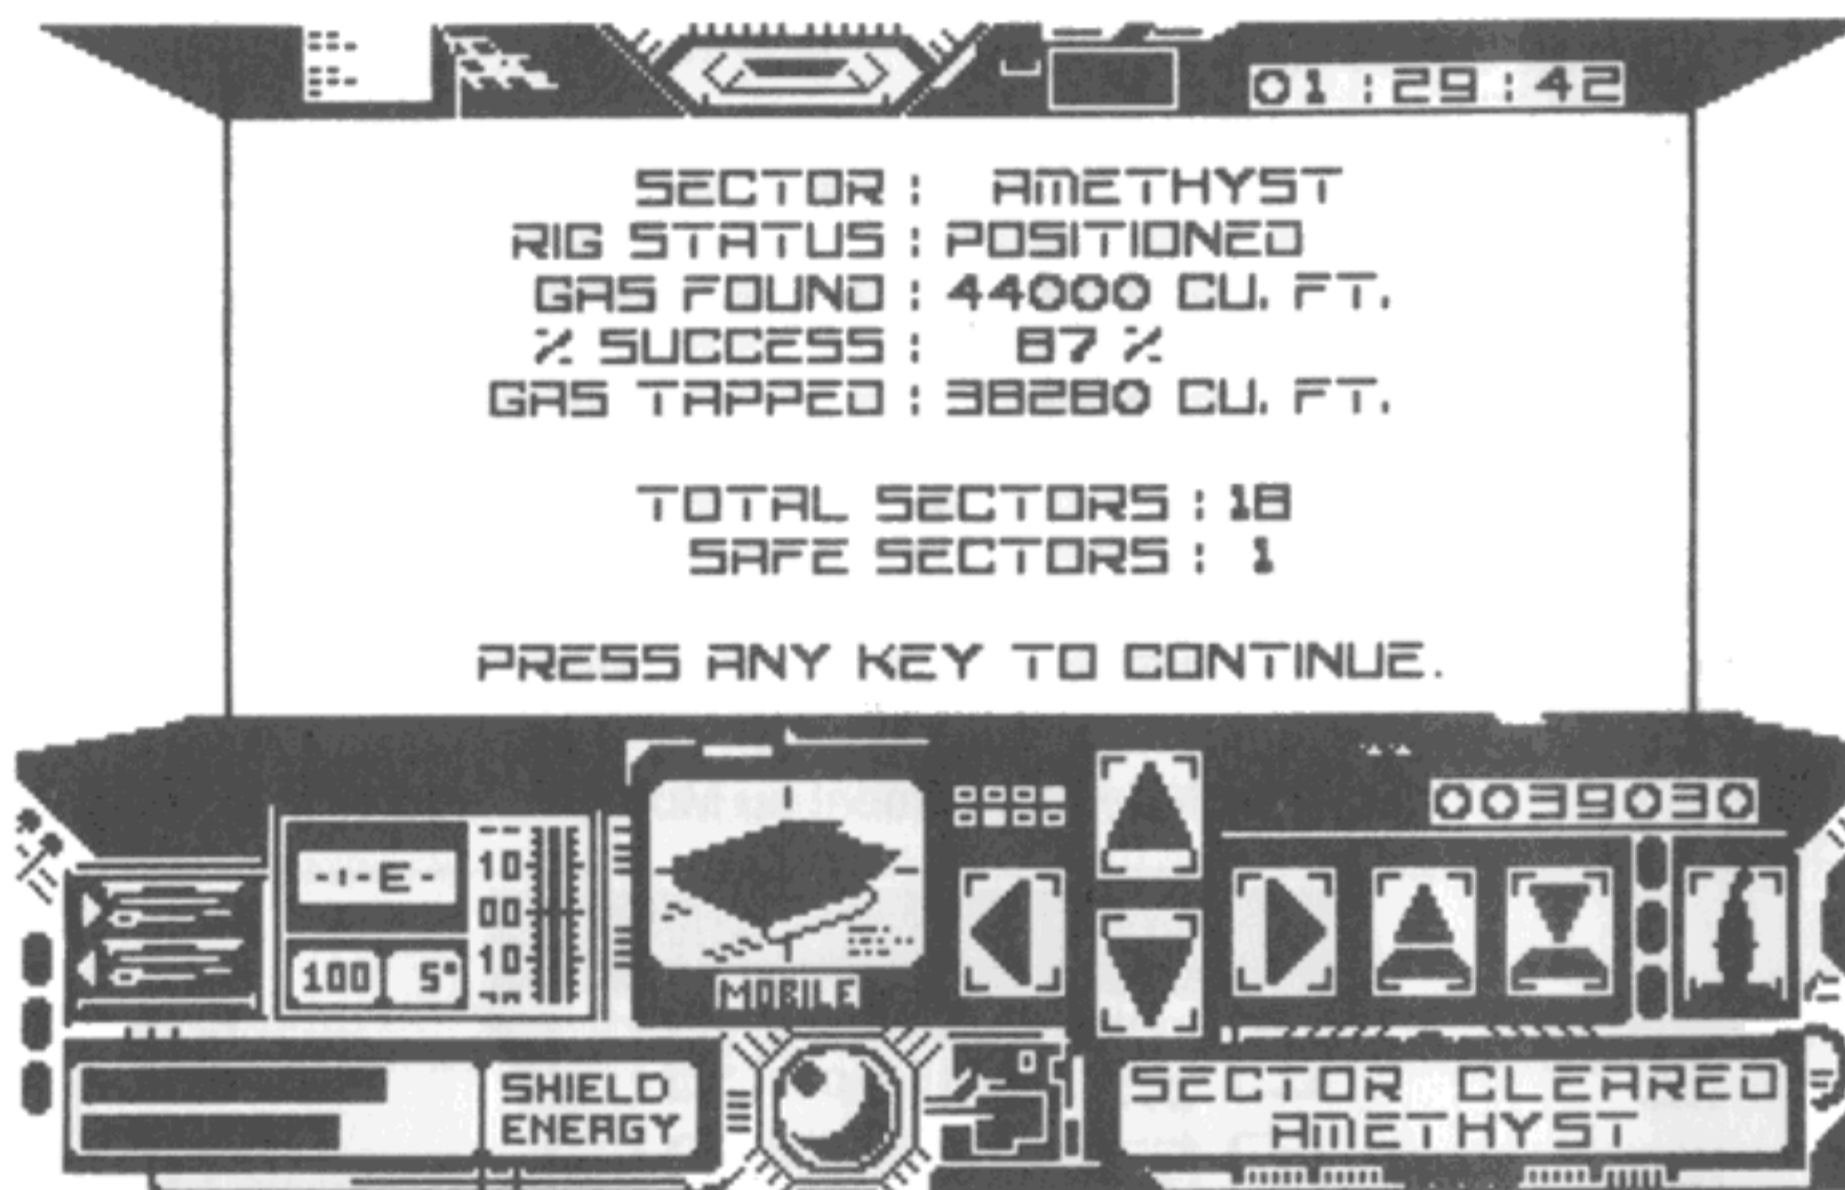 01:29:42
SECTOR : AMETHYST
RIG STATUS : POSITIONED
GAS FOUND : 44000 CU. FT.
% SUCCESS : 87 %
GAS TAPPED : 38280 CU. FT.
TOTAL SECTORS : 18
SAFE SECTORS : 1
PRESS ANY KEY TO CONTINUE.
0039030
-ı-E-
10
00
10
100 5°
MOBILE
SHIELD
ENERGY
SECTOR CLEARED
AMETHYST